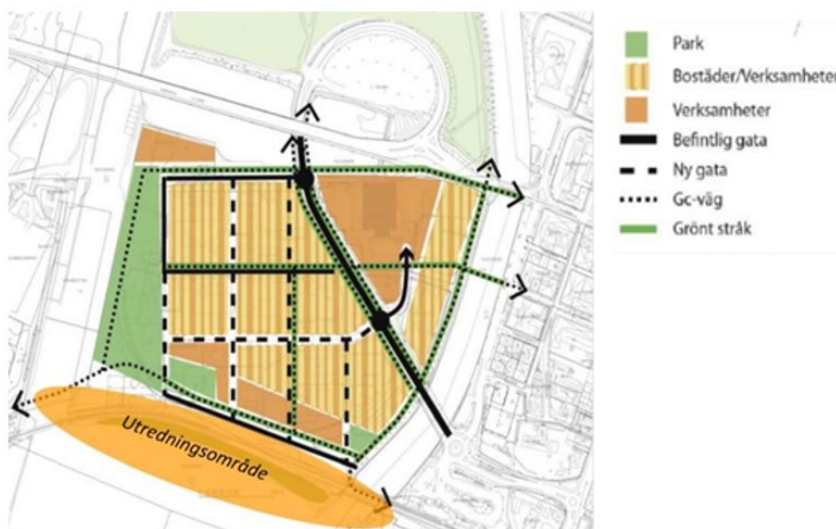 Park
Bostäder/Verksamheter
Verksamheter
Befintlig gata
Ny gata
Gc-väg
Grönt stråk
Utredningsområde